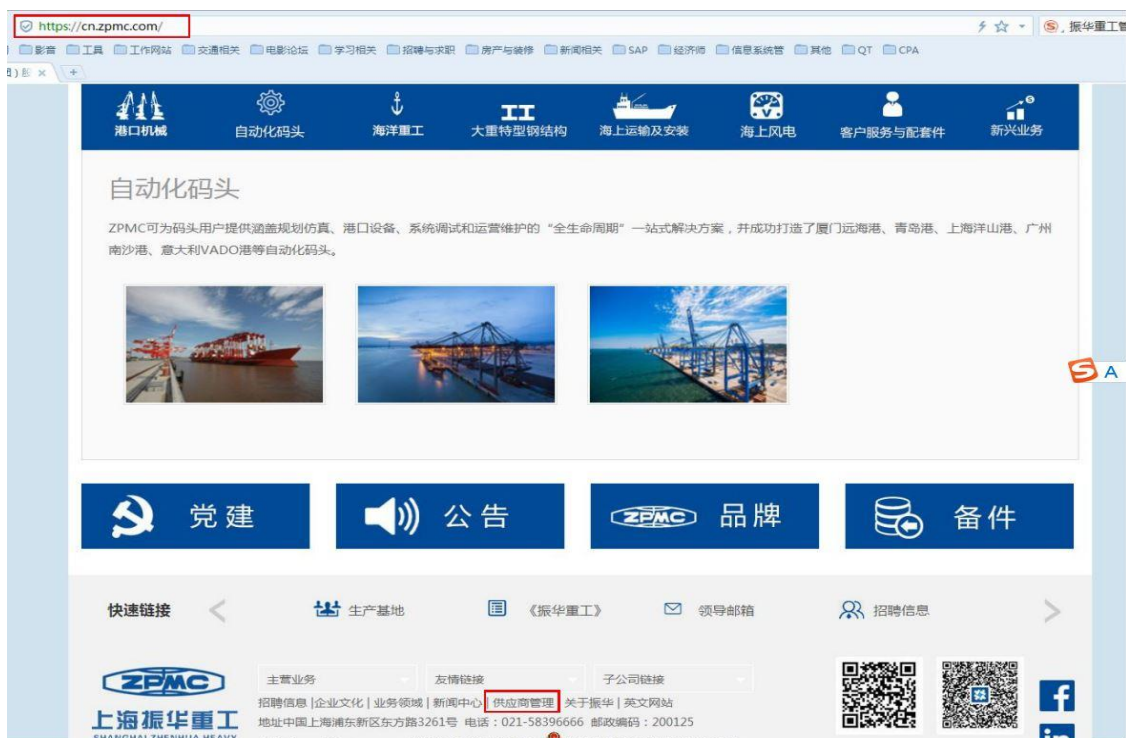 https://cn.zpmc.com/
振华重工管
影音 工具 工作网站 交通相关 电影论坛 学习相关 招聘与求职 房产与装修 新闻相关 SAP 经济师 信息系统管 其他 QT CPA
港口机械 自动化码头 海洋重工 大重特型钢结构 海上运输及安装 海上风电 客户服务与配套件 新兴业务
自动化码头
ZPMC可为码头用户提供涵盖规划仿真、港口设备、系统调试和运营维护的“全生命周期”一站式解决方案，并成功打造了厦门远海港、青岛港、上海洋山港、广州
南沙港、意大利VADO港等自动化码头。
A
党建 公告 ZPMC 品牌 备件
快速链接 生产基地 《振华重工》 领导邮箱 招聘信息
ZPMC 主营业务 友情链接 子公司链接
招聘信息 |企业文化 | 业务领域 | 新闻中心 | 供应商管理 | 关于振华 | 英文网站
上海振华重工 地址中国上海浦东新区东方路3261号 电话：021-58396666 邮政编码：200125
SHANGHAI ZHENHUA HEAVY